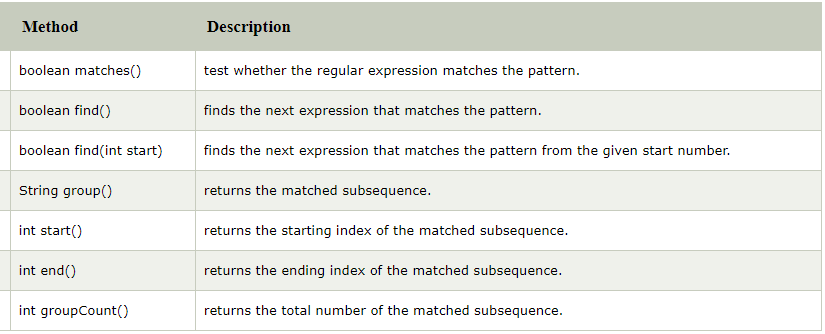 Method Description
boolean matches() test whether the regular expression matches the pattern.
boolean find() finds the next expression that matches the pattern.
boolean find(int start) finds the next expression that matches the pattern from the given start number.
String group() returns the matched subsequence.
int start() returns the starting index of the matched subsequence.
int end() returns the ending index of the matched subsequence.
int groupCount() returns the total number of the matched subsequence.